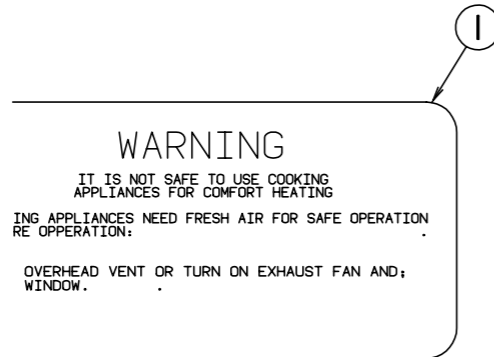 I
WARNING
IT IS NOT SAFE TO USE COOKING
APPLIANCES FOR COMFORT HEATING
ING APPLIANCES NEED FRESH AIR FOR SAFE OPERATION
RE OPPERATION: .
OVERHEAD VENT OR TURN ON EXHAUST FAN AND;
WINDOW. .